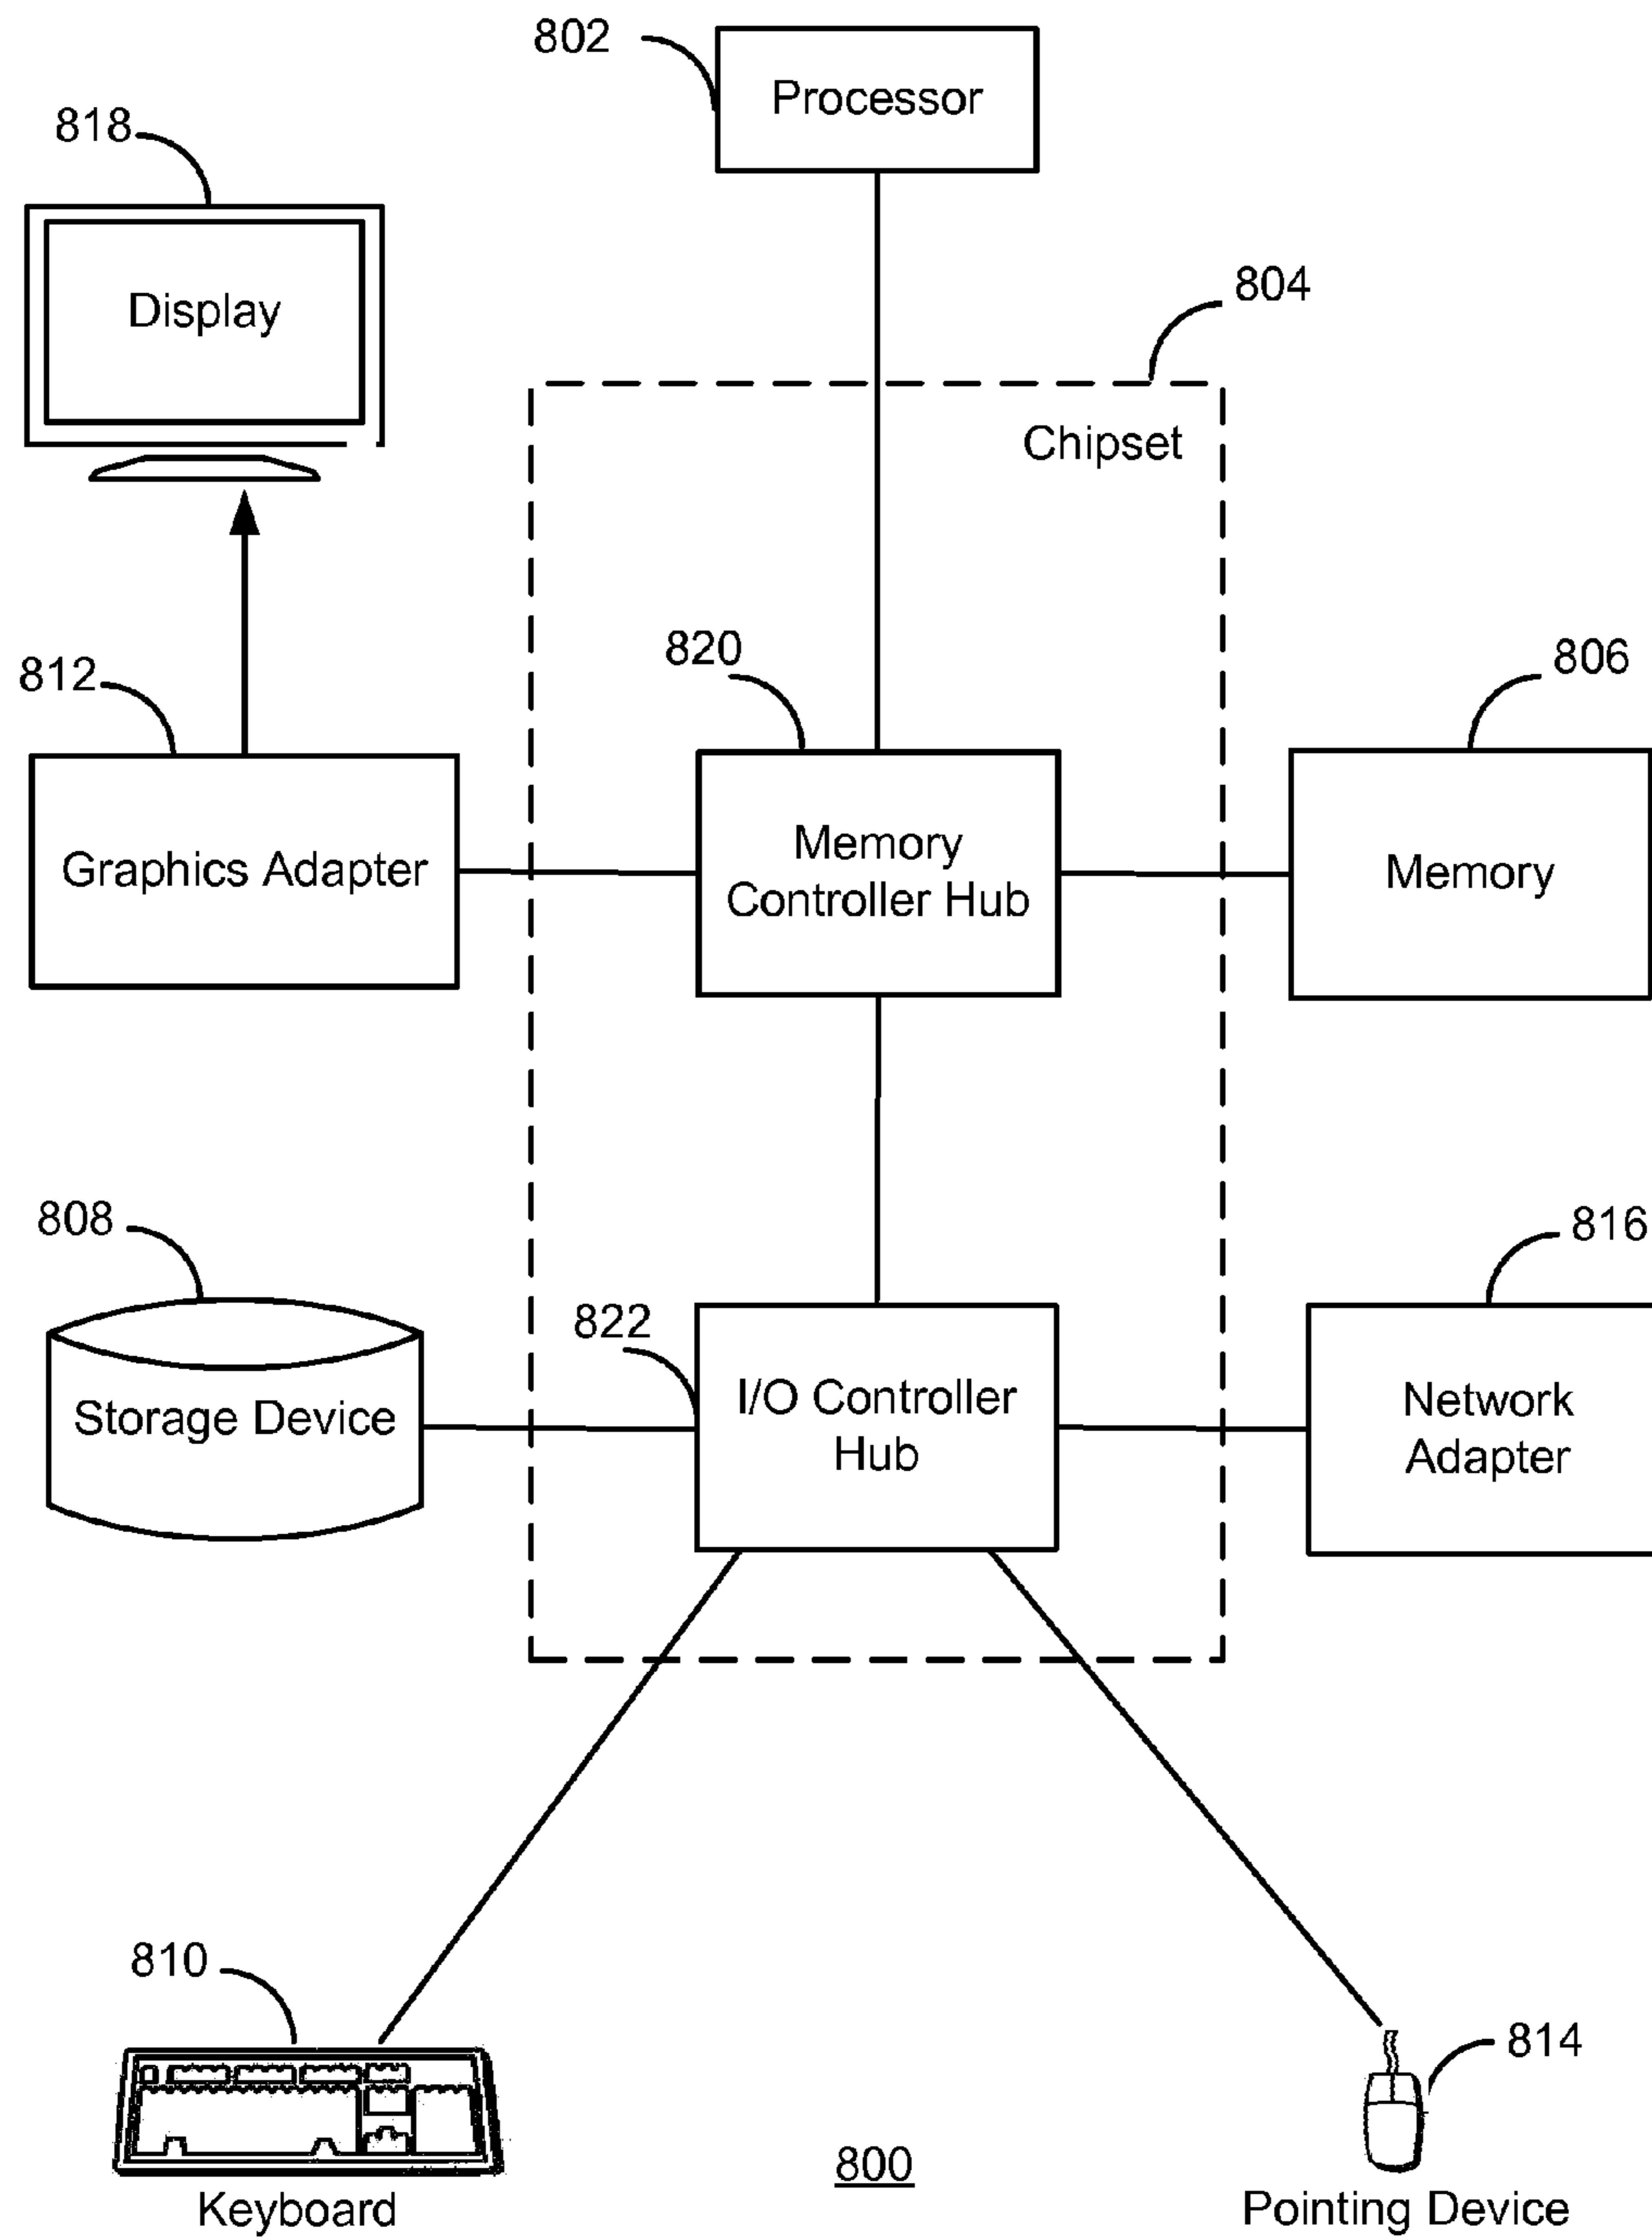 802
Processor
818
Display
804
Chipset
812
820
806
Graphics Adapter
Memory
Controller Hub
Memory
808
822
816
Storage Device
I/O Controller
Hub
Network
Adapter
810
814
800
Keyboard
Pointing Device